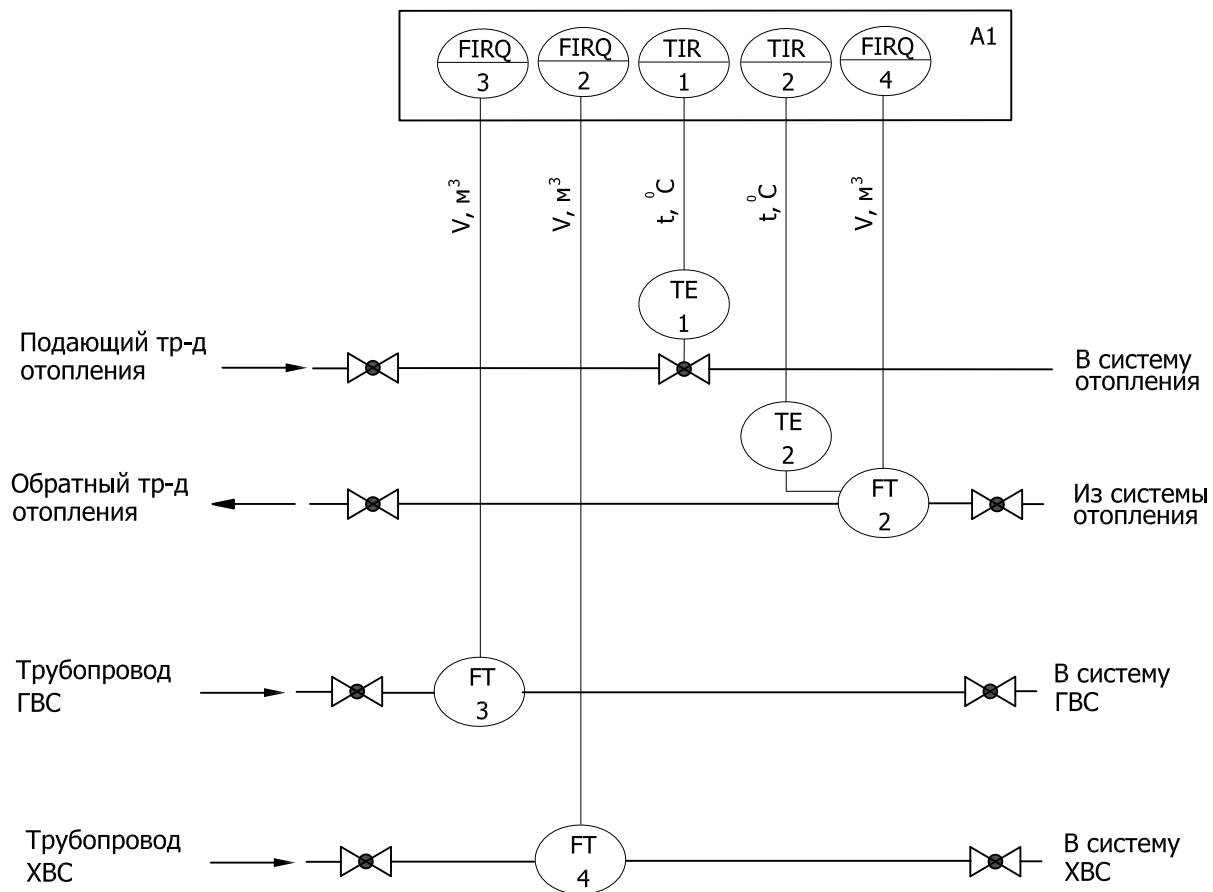 FIRQ
3
FIRQ
2
TIR
1
TIR
2
FIRQ
4
A1
V, м³
V, м³
t, ⁰C
t, ⁰C
V, м³
TE
1
Подающий тр-д
отопления
В систему
отопления
TE
2
Обратный тр-д
отопления
FT
2
Из системы
отопления
Трубопровод
ГВС
FT
3
В систему
ГВС
Трубопровод
ХВС
FT
4
В систему
ХВС